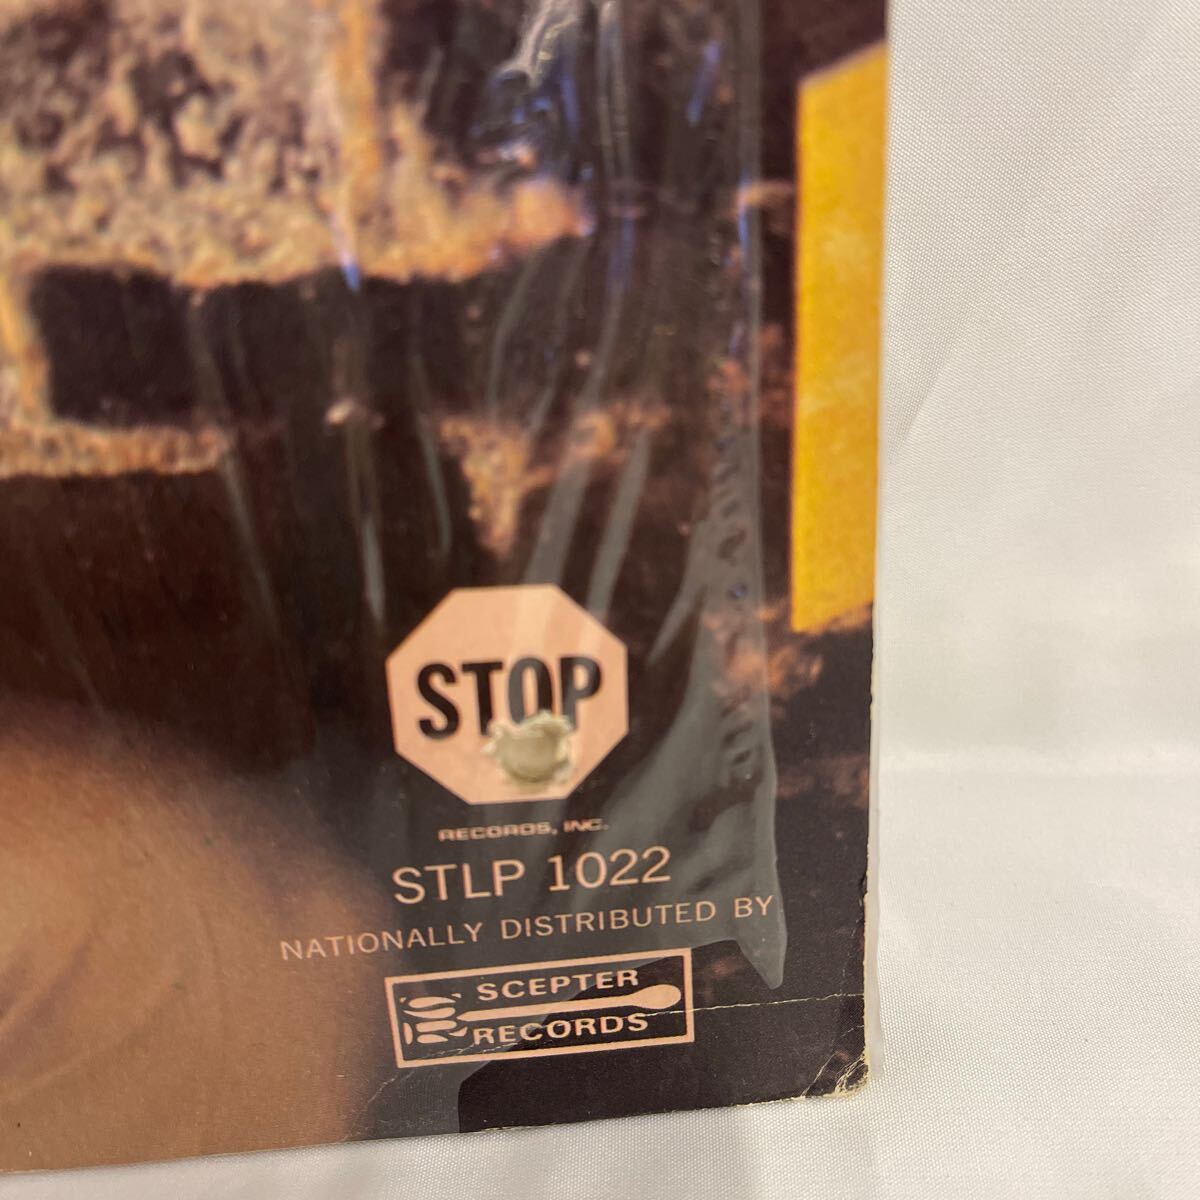 STOP
RECORDS, INC.
STLP 1022
NATIONALLY DISTRIBUTED BY
SCEPTER
RECORDS